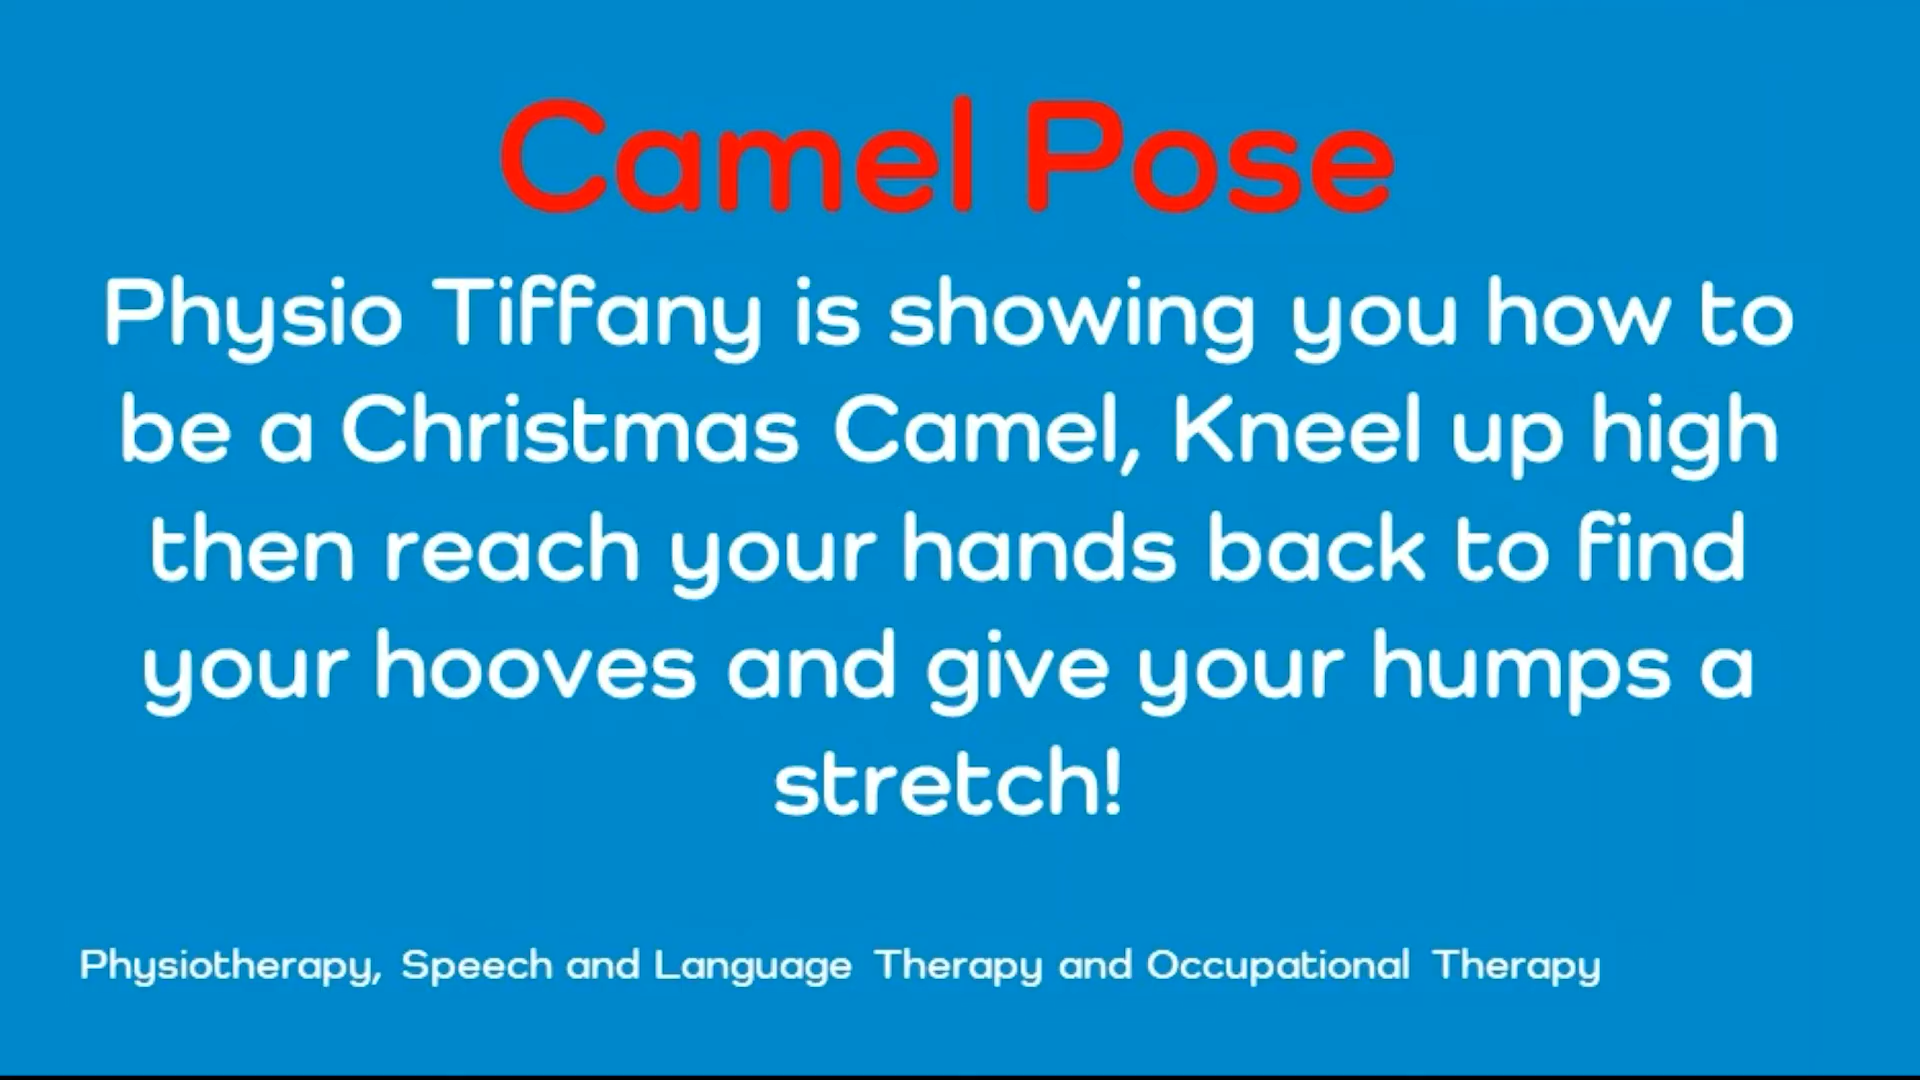 Camel Pose
Physio Tiffany is showing you how to
be a Christmas Camel, Kneel up high
then reach your hands back to find
your hooves and give your humps a
stretch!
Physiotherapy, Speech and Language Therapy and Occupational Therapy